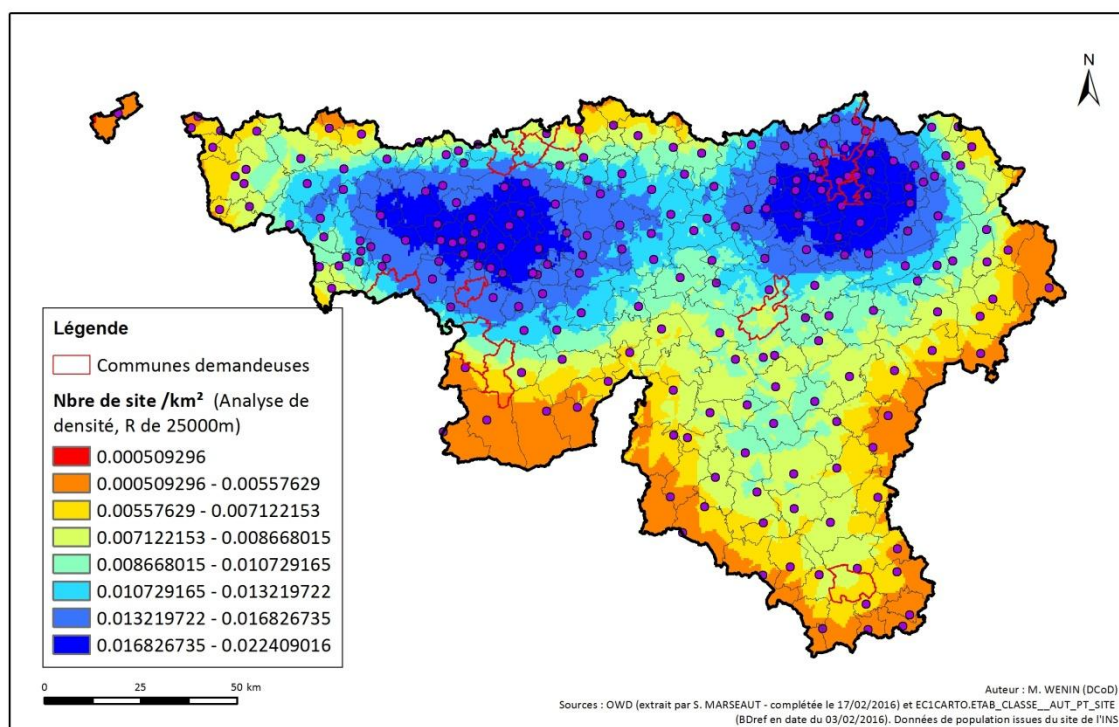 N
Légende
Communes demandeuses
Nbre de site /km² (Analyse de
densité, R de 25000m)
0.000509296
0.000509296 - 0.00557629
0.00557629 - 0.007122153
0.007122153 - 0.008668015
0.008668015 - 0.010729165
0.010729165 - 0.013219722
0.013219722 - 0.016826735
0.016826735 - 0.022409016
0 25 50 km
Auteur : M. WENIN (DCoD)
Sources : OWD (extrait par S. MARSEAUT - complétée le 17/02/2016) et EC1CARTO.ETAB_CLASSE__AUT_PT_SITE
(BDref en date du 03/02/2016). Données de population issues du site de l'INS